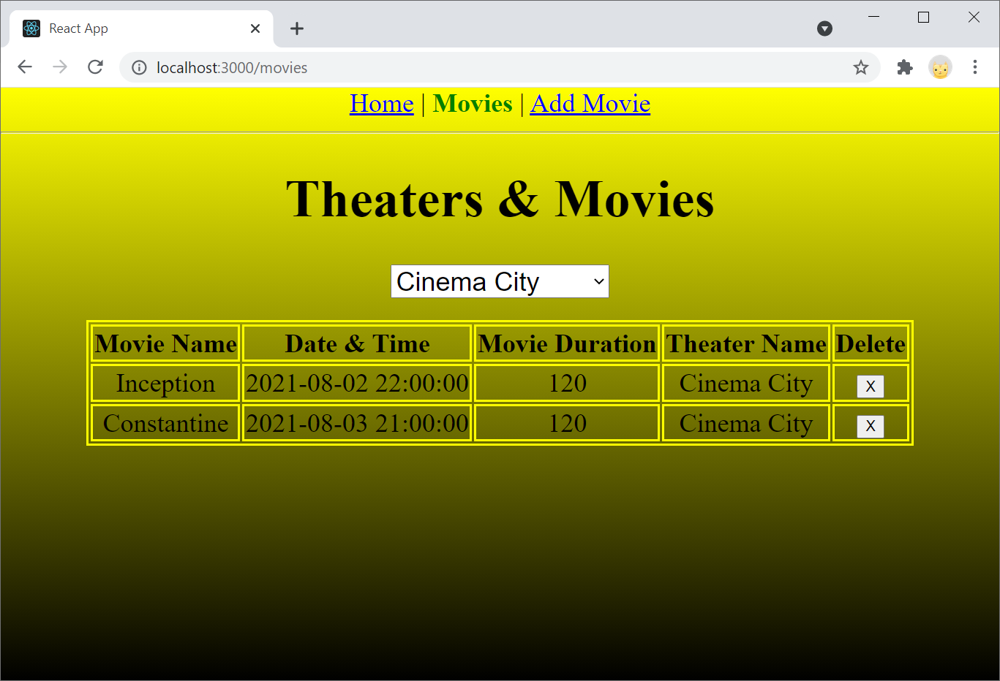 React App
localhost:3000/movies
Home | Movies | Add Movie
Theaters & Movies
Cinema City
Movie Name Date & Time Movie Duration Theater Name Delete
Inception 2021-08-02 22:00:00 120 Cinema City X
Constantine 2021-08-03 21:00:00 120 Cinema City X